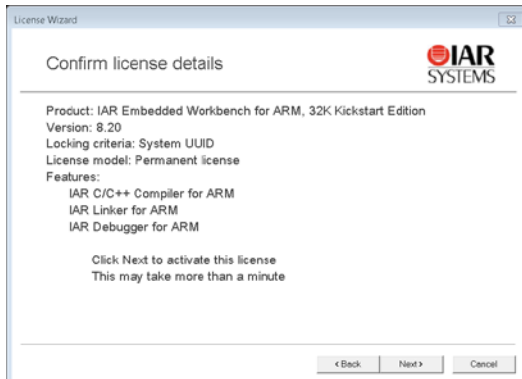 License Wizard
Confirm license details
IAR
SYSTEMS
Product: IAR Embedded Workbench for ARM, 32K Kickstart Edition
Version: 8.20
Locking criteria: System UUID
License model: Permanent license
Features:
IAR C/C++ Compiler for ARM
IAR Linker for ARM
IAR Debugger for ARM
Click Next to activate this license
This may take more than a minute
< Back Next > Cancel